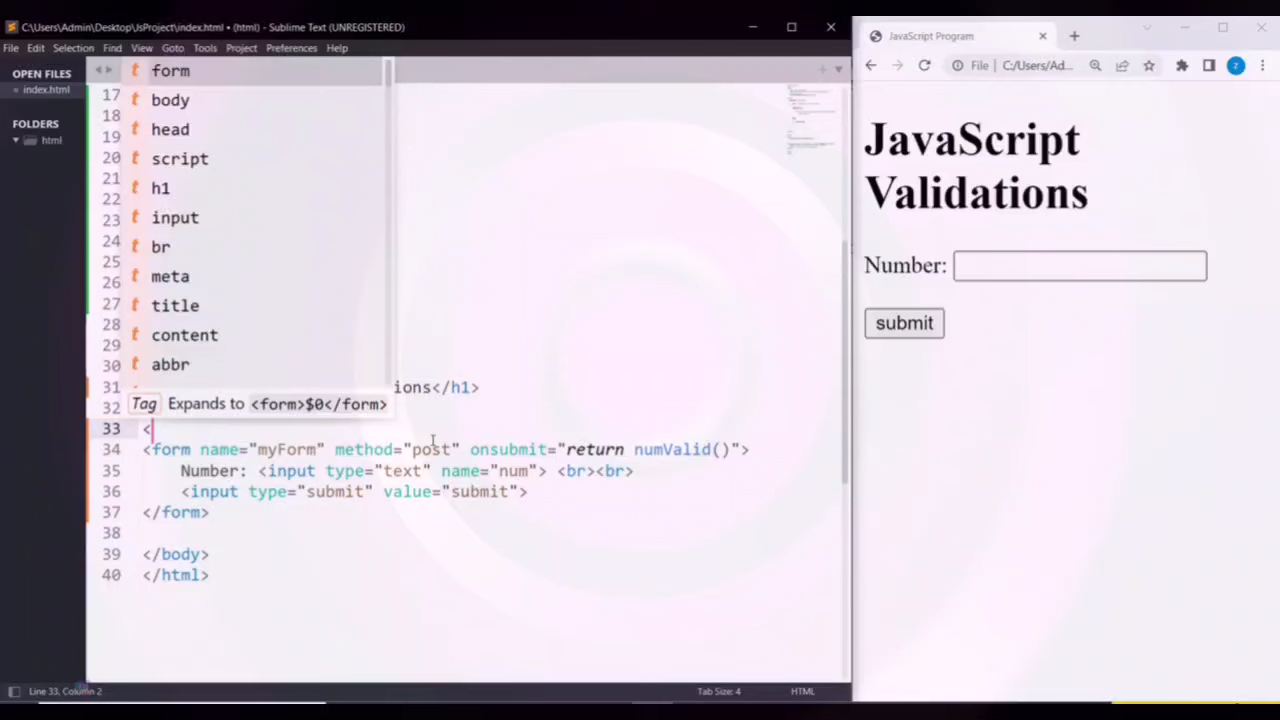 C:\Users\Admin\Desktop\JsProject\index.html • (html) - Sublime Text (UNREGISTERED)
File Edit Selection Find View Goto Tools Project Preferences Help
OPEN FILES
index.html
FOLDERS
html
t form
t body
t head
t script
t h1
t input
t br
t meta
t title
t content
t abbr
Tag Expands to <form>$0</form>
17
18
19
20
21
22
23
24
25
26
27
28
29
30
31 ions</h1>
32
33 <
34 <form name="myForm" method="post" onsubmit="return numValid()">
35 Number: <input type="text" name="num"> <br><br>
36 <input type="submit" value="submit">
37 </form>
38
39 </body>
40 </html>
Line 33, Column 2
Tab Size: 4
HTML
JavaScript Program
File C:/Users/Ad...
z
JavaScript
Validations
Number:
submit